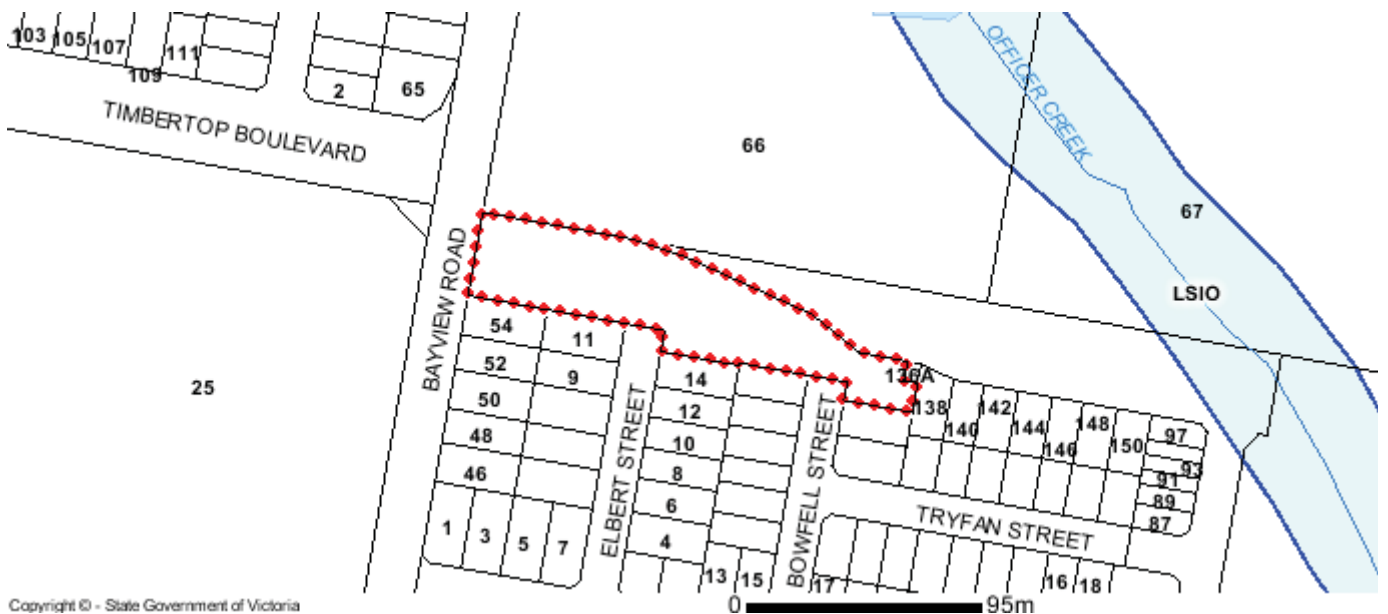 103 105 107 111
109
2 65
TIMBERTOP BOULEVARD
66
OFFICER CREEK
67
LSIO
BAYVIEW ROAD
25
54 11
52 9
50
48
46
1 3 5 7
ELBERT STREET
14
12
10
8
6
4
13 15
BOWFELL STREET
17
136A
138 142 148 97
140 144 150 93
146 91
89
87
TRYFAN STREET
16 18
Copyright © - State Government of Victoria
0 95m